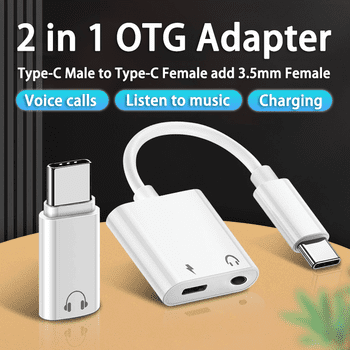 2 in 1 OTG Adapter
Type-C Male to Type-C Female add 3.5mm Female
Voice calls Listen to music Charging